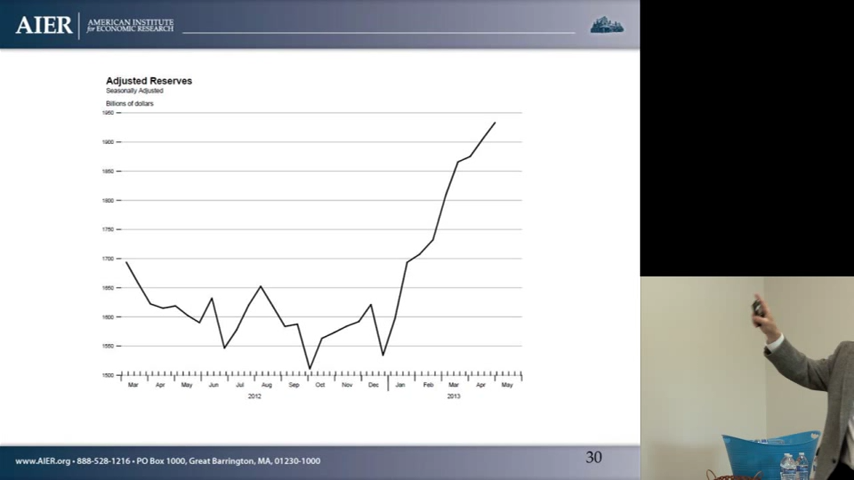 AIER
AMERICAN INSTITUTE
for ECONOMIC RESEARCH
Adjusted Reserves
Seasonally Adjusted
Billions of dollars
1950
1900
1850
1800
1750
1700
1650
1600
1550
1500
Mar Apr May Jun Jul Aug Sep Oct Nov Dec Jan Feb Mar Apr May
2012 2013
www.AIER.org • 888-528-1216 • PO Box 1000, Great Barrington, MA, 01230-1000
30